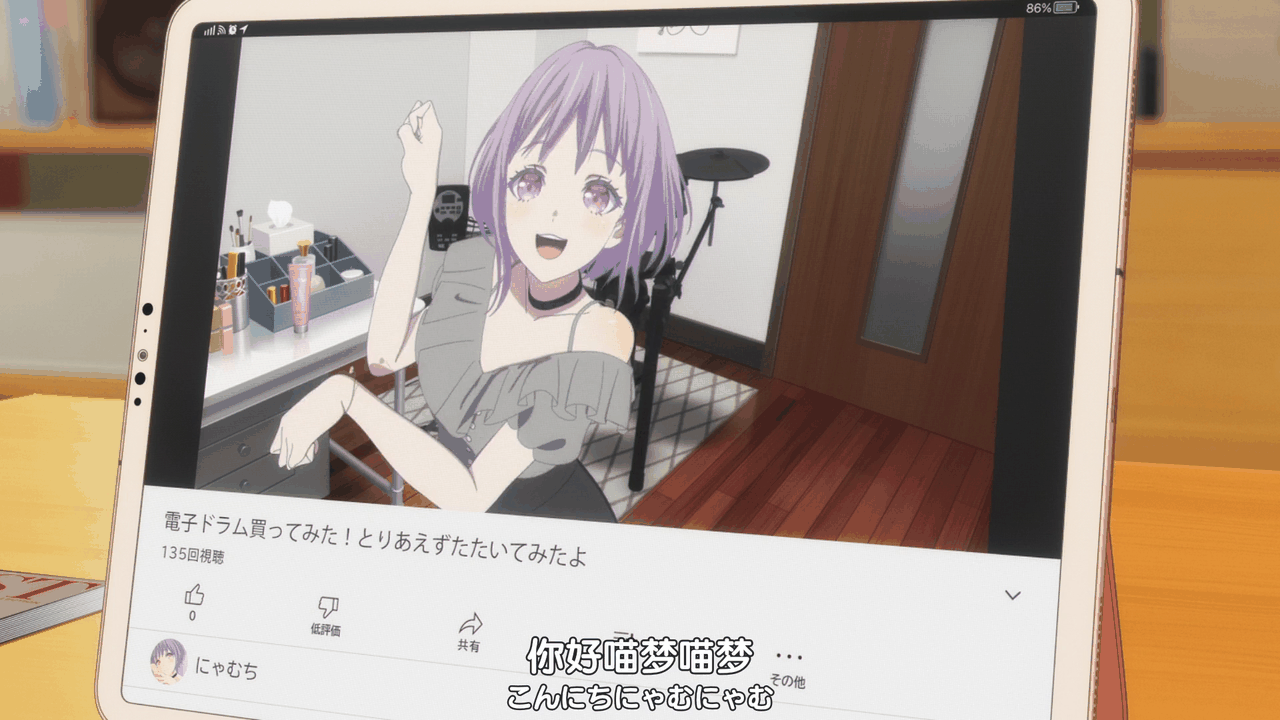 86%
電子ドラム買ってみた！とりあえずたたいてみたよ
135回視聴
0
低評価
共有
その他
にゃむち
你好喵梦喵梦
こんにちにゃむにゃむ